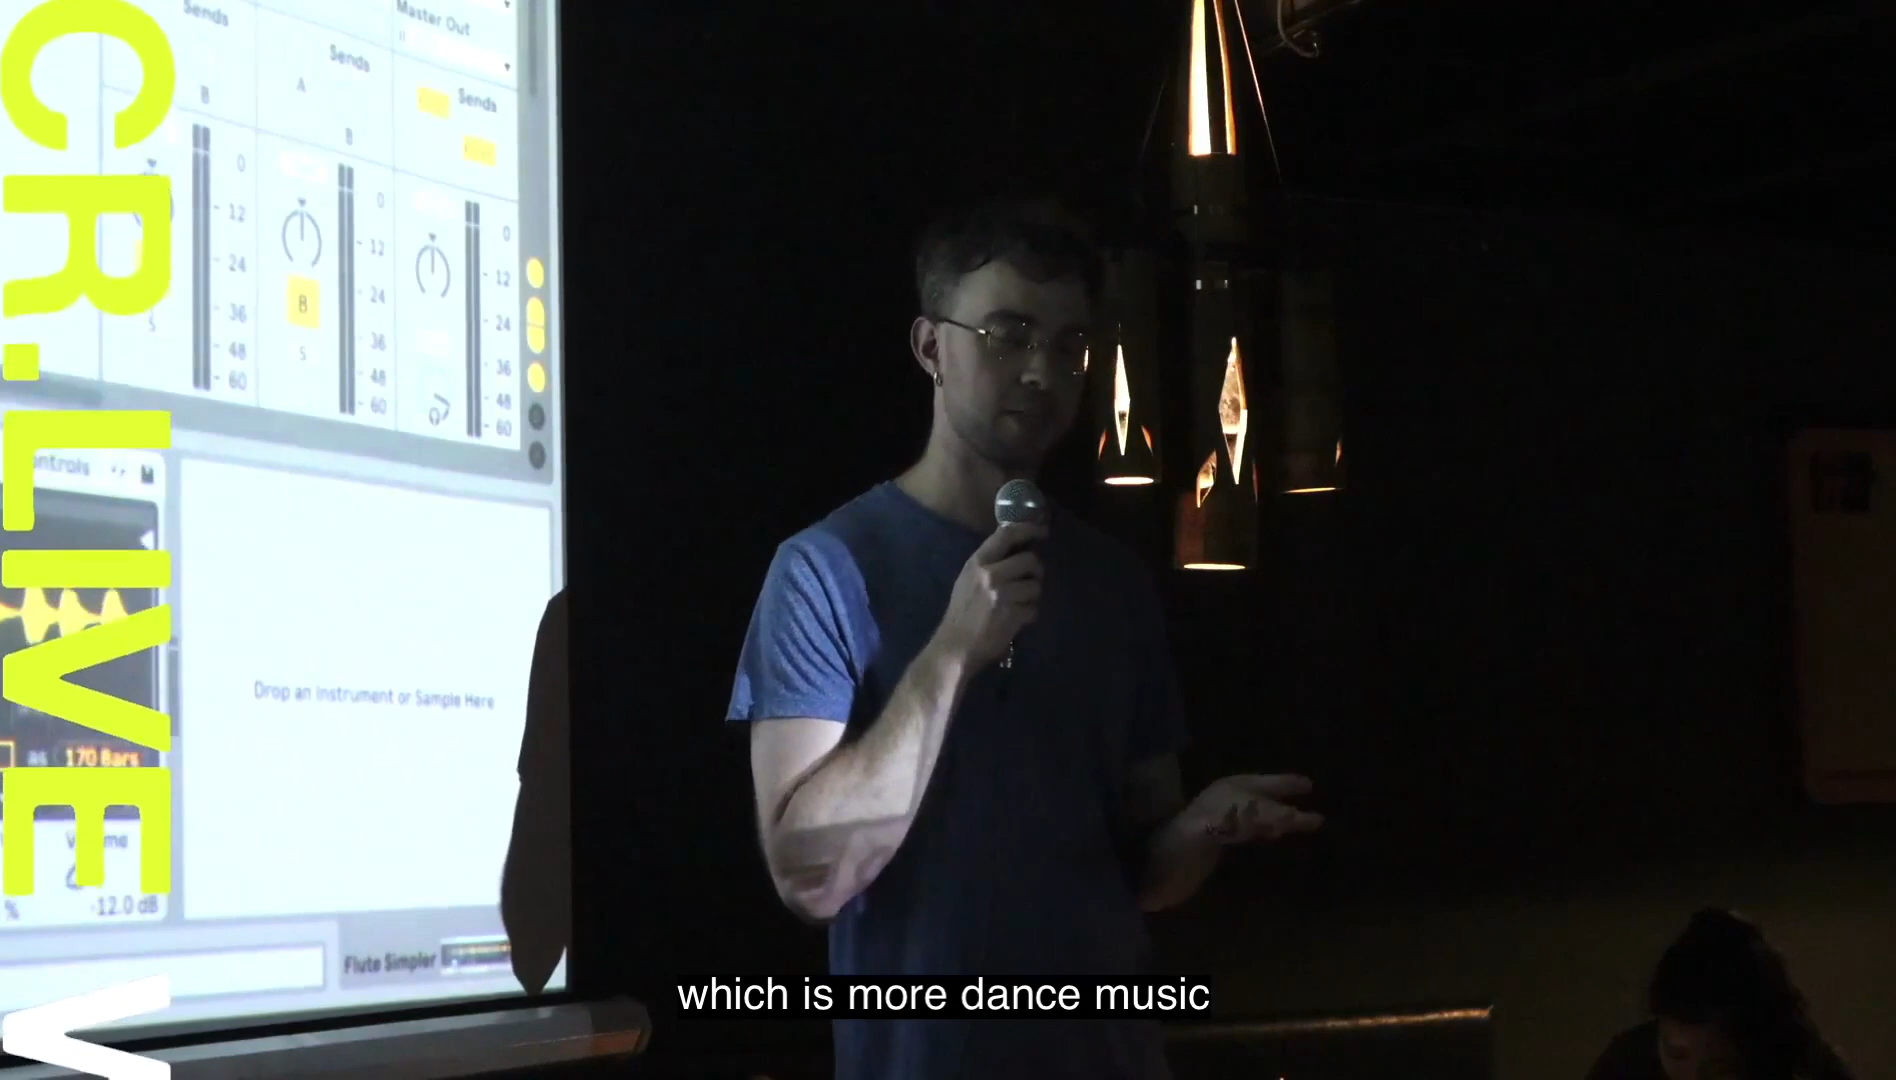 CR.LIVE V
Sends
Master Out
Sends
Sends
B
A
B
0
12
24
36
48
60
S
0
12
24
36
48
60
B
S
0
12
24
36
48
60
ontrols
Drop an Instrument or Sample Here
as 170 Bars
%
-12.0 dB
Flute Simpler
which is more dance music